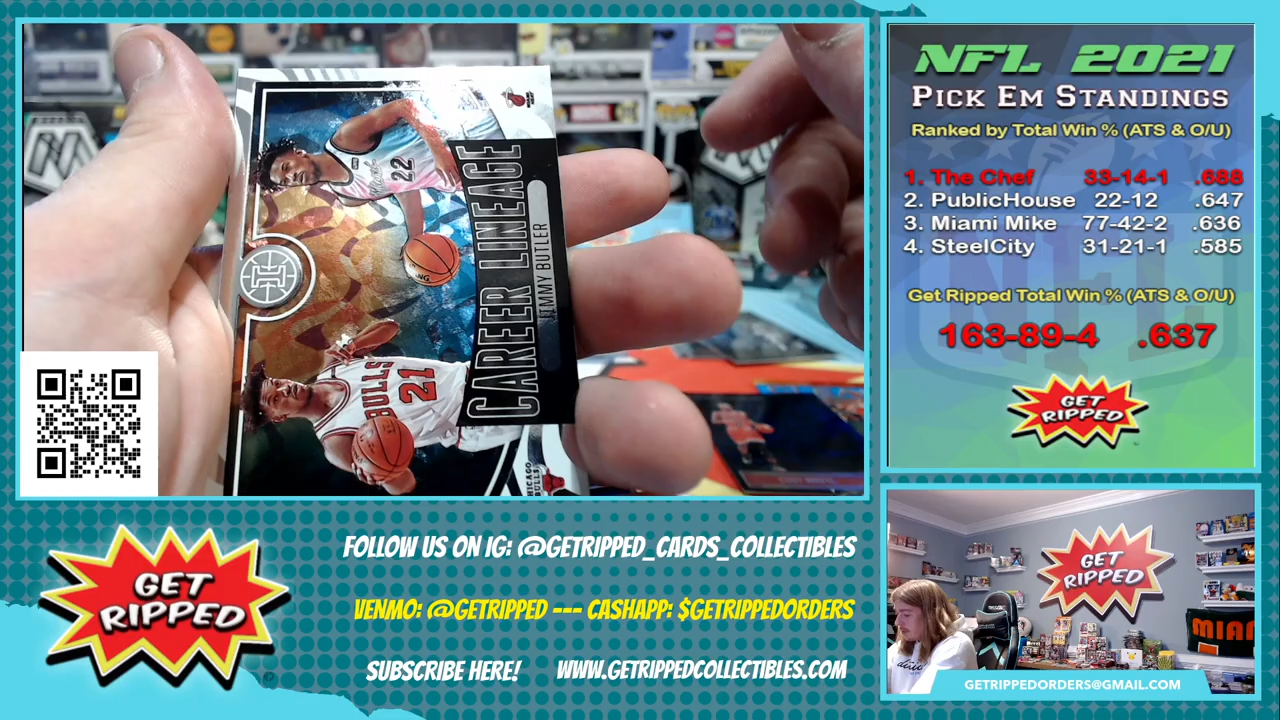 22
CAREER LINEAGE
JIMMY BUTLER
BULLS
21
CHICAGO
BULLS
NFL 2021
PICK EM STANDINGS
Ranked by Total Win % (ATS & O/U)
1. The Chef 33-14-1 .688
2. PublicHouse 22-12 .647
3. Miami Mike 77-42-2 .636
4. SteelCity 31-21-1 .585
Get Ripped Total Win % (ATS & O/U)
163-89-4 .637
GET
RIPPED
GET
RIPPED
FOLLOW US ON IG: @GETRIPPED_CARDS_COLLECTIBLES
VENMO: @GETRIPPED --- CASHAPP: $GETRIPPEDORDERS
SUBSCRIBE HERE! WWW.GETRIPPEDCOLLECTIBLES.COM
GET
RIPPED
MIAMI
GETRIPPEDORDERS@GMAIL.COM